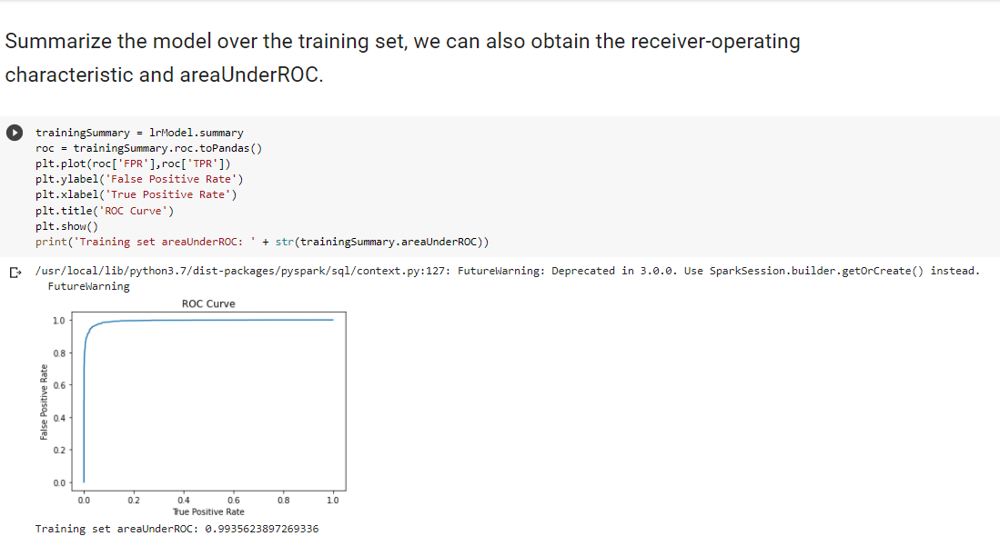 Summarize the model over the training set, we can also obtain the receiver-operating
characteristic and areaUnderROC.
trainingSummary = lrModel.summary
roc = trainingSummary.roc.toPandas()
plt.plot(roc['FPR'],roc['TPR'])
plt.ylabel('False Positive Rate')
plt.xlabel('True Positive Rate')
plt.title('ROC Curve')
plt.show()
print('Training set areaUnderROC: ' + str(trainingSummary.areaUnderROC))
/usr/local/lib/python3.7/dist-packages/pyspark/sql/context.py:127: FutureWarning: Deprecated in 3.0.0. Use SparkSession.builder.getOrCreate() instead.
FutureWarning
ROC Curve
1.0
0.8
0.6
0.4
0.2
0.0
False Positive Rate
0.0 0.2 0.4 0.6 0.8 1.0
True Positive Rate
Training set areaUnderROC: 0.9935623897269336